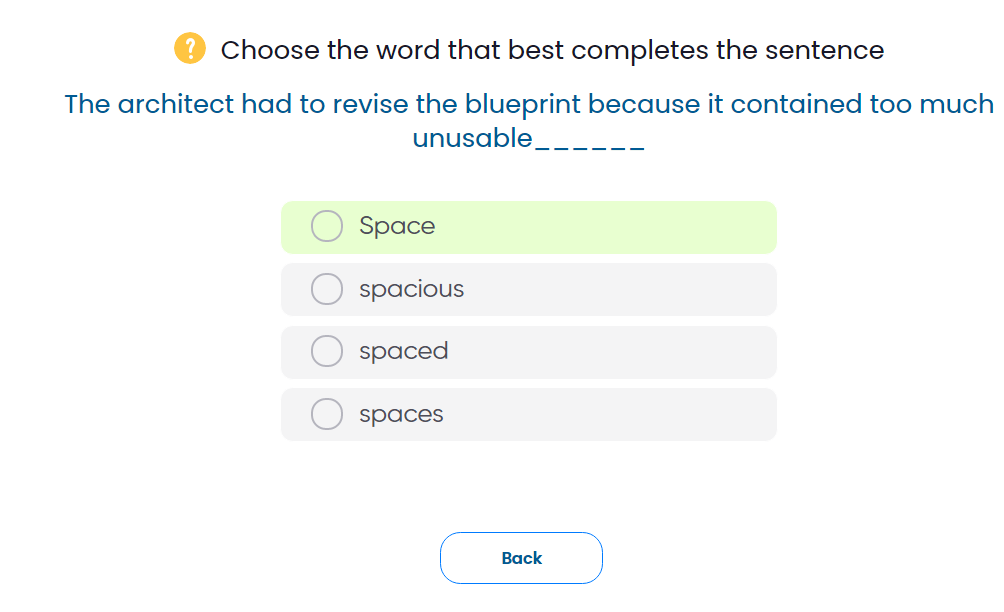 ? Choose the word that best completes the sentence
The architect had to revise the blueprint because it contained too much
unusable______
Space
spacious
spaced
spaces
Back